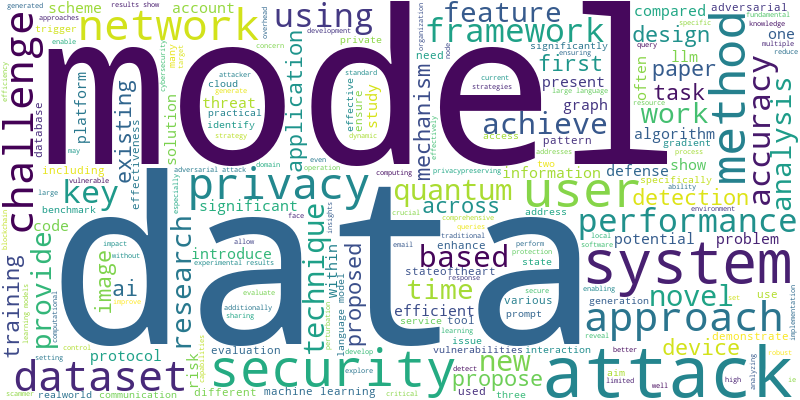 model
data
attack
system
security
privacy
user
network
using
feature
framework
challenge
method
approach
performance
dataset
achieve
quantum
key
technique
research
provide
existing
application
mechanism
first
present
design
compared
paper
task
work
accuracy
analysis
detection
across
based
time
novel
new
propose
proposed
device
information
algorithm
defense
show
potential
problem
significant
introduce
image
ai
training
code
protocol
risk
evaluation
within
efficient
various
enhance
issue
tool
service
prompt
vulnerabilities
interaction
generation
use
used
three
aim
limited
well
high
analyzing
detect
better
reveal
demonstrate
machine learning
language model
different
communication
realworld
scammer
setting
control
computational
blockchain
improve
impact
without
additionally
sharing
experimental results
evaluate
allow
insights
face
especially
including
benchmark
large
vulnerable
may
database
platform
solution
effectiveness
adversarial attack
domain
even
operation
computing
identify
strategy
generate
dynamic
practical
threat
cloud
attacker
effective
ensure
study
standard
private
need
significantly
account
scheme
trigger
many
target
cybersecurity
concern
enable
overhead
development
results show
generated
approaches
efficiency
organization
node
ensuring
current
strategies
large language
graph
pattern
access
addresses
two
privacypreserving
specifically
gradient
process
ability
environment
often
llm
one
adversarial
specific
fundamental
knowledge
query
multiple
reduce
resource
address
comprehensive
queries
traditional
crucial
stateoftheart
state
perform
protection
email
response
secure
learning
develop
explore
critical
perturbation
capabilities
learning models
local
software
enabling
set
robust
implementation